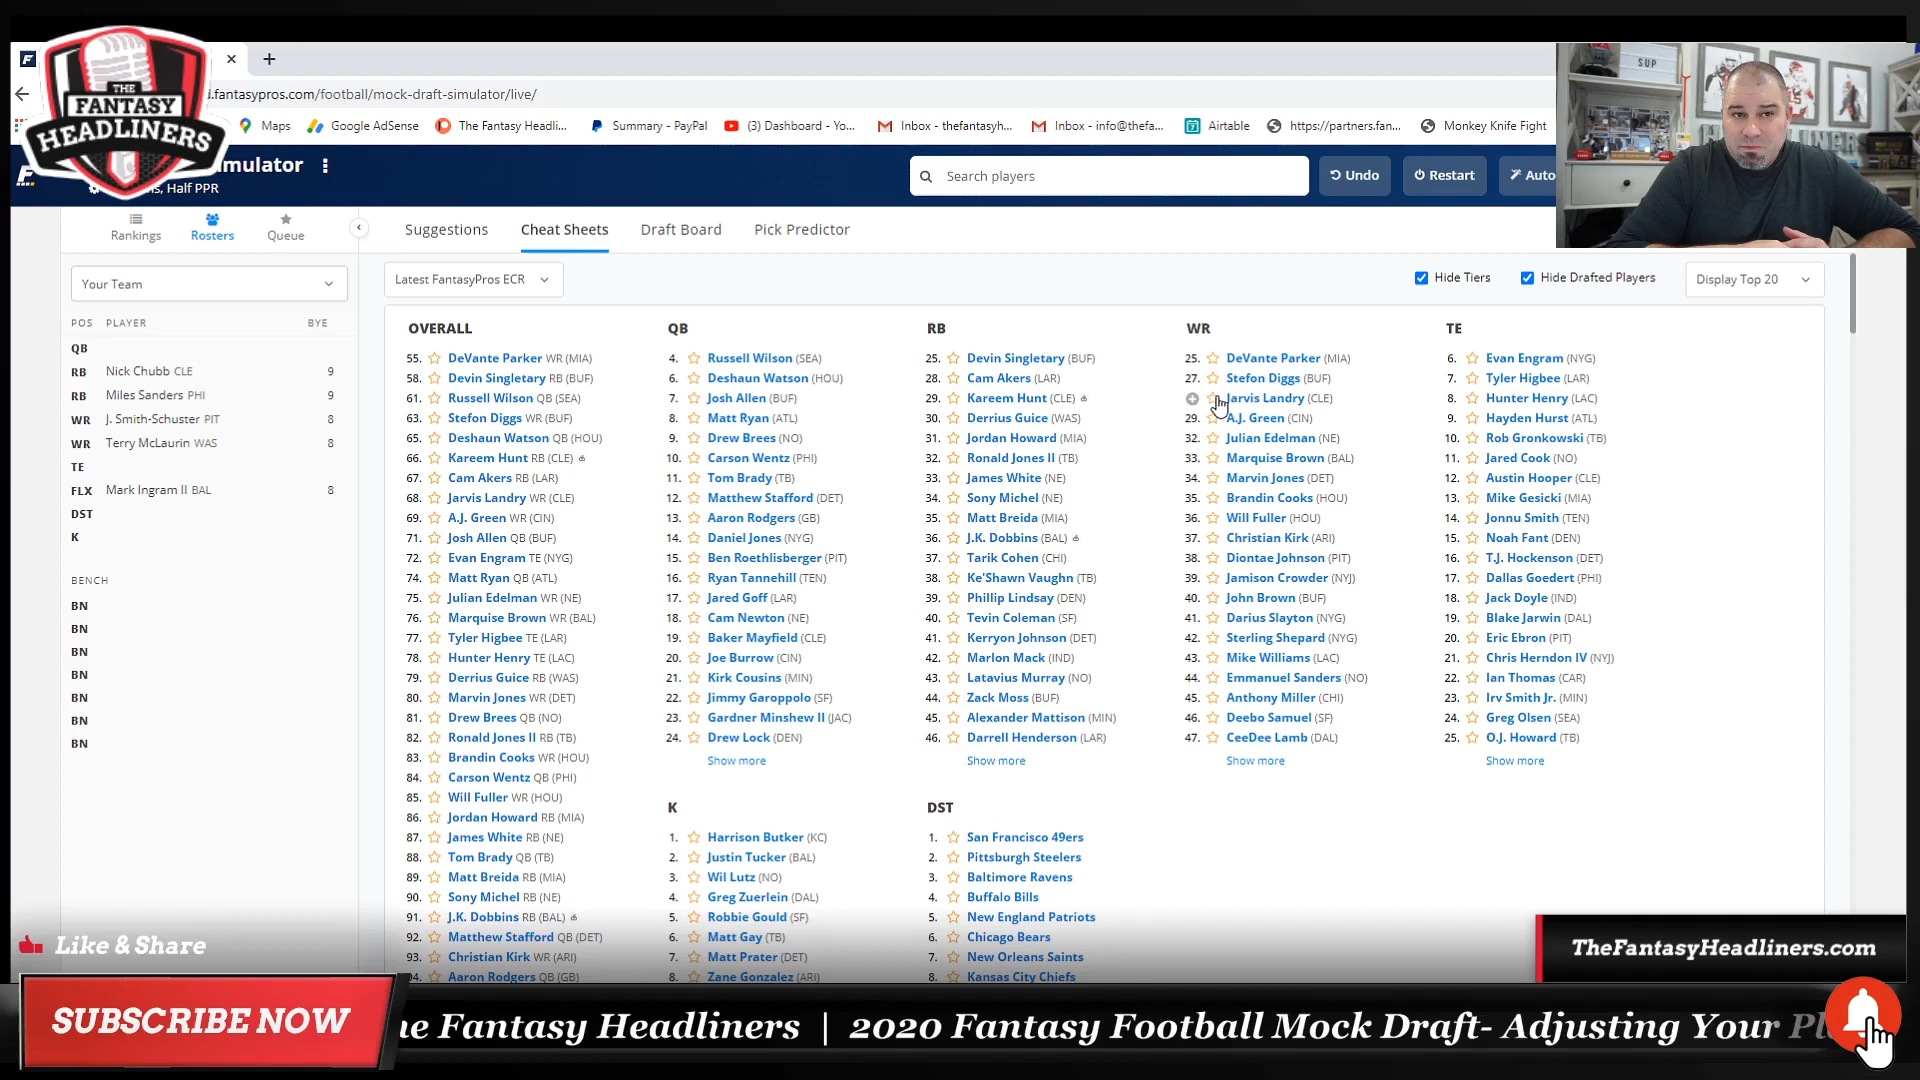 THE
FANTASY
HEADLINERS
d.fantasypros.com/football/mock-draft-simulator/live/
Maps
Google AdSense
The Fantasy Headli...
Summary - PayPal
(3) Dashboard - Yo...
Inbox - thefantasyh...
Inbox - info@thefa...
Airtable
https://partners.fan...
Monkey Knife Fight
SUP
mulator
s, Half PPR
Search players
Undo
Restart
Auto
Rankings
Rosters
Queue
Suggestions
Cheat Sheets
Draft Board
Pick Predictor
Your Team
POS PLAYER BYE
QB
RB Nick Chubb CLE 9
RB Miles Sanders PHI 9
WR J. Smith-Schuster PIT 8
WR Terry McLaurin WAS 8
TE
FLX Mark Ingram II BAL 8
DST
K
BENCH
BN
BN
BN
BN
BN
BN
BN
Latest FantasyPros ECR
Hide Tiers
Hide Drafted Players
Display Top 20
OVERALL
55. DeVante Parker WR (MIA)
58. Devin Singletary RB (BUF)
61. Russell Wilson QB (SEA)
63. Stefon Diggs WR (BUF)
65. Deshaun Watson QB (HOU)
66. Kareem Hunt RB (CLE)
67. Cam Akers RB (LAR)
68. Jarvis Landry WR (CLE)
69. A.J. Green WR (CIN)
71. Josh Allen QB (BUF)
72. Evan Engram TE (NYG)
74. Matt Ryan QB (ATL)
75. Julian Edelman WR (NE)
76. Marquise Brown WR (BAL)
77. Tyler Higbee TE (LAR)
78. Hunter Henry TE (LAC)
79. Derrius Guice RB (WAS)
80. Marvin Jones WR (DET)
81. Drew Brees QB (NO)
82. Ronald Jones II RB (TB)
83. Brandin Cooks WR (HOU)
84. Carson Wentz QB (PHI)
85. Will Fuller WR (HOU)
86. Jordan Howard RB (MIA)
87. James White RB (NE)
88. Tom Brady QB (TB)
89. Matt Breida RB (MIA)
90. Sony Michel RB (NE)
91. J.K. Dobbins RB (BAL)
92. Matthew Stafford QB (DET)
93. Christian Kirk WR (ARI)
94. Aaron Rodgers QB (GB)
QB
4. Russell Wilson (SEA)
6. Deshaun Watson (HOU)
7. Josh Allen (BUF)
8. Matt Ryan (ATL)
9. Drew Brees (NO)
10. Carson Wentz (PHI)
11. Tom Brady (TB)
12. Matthew Stafford (DET)
13. Aaron Rodgers (GB)
14. Daniel Jones (NYG)
15. Ben Roethlisberger (PIT)
16. Ryan Tannehill (TEN)
17. Jared Goff (LAR)
18. Cam Newton (NE)
19. Baker Mayfield (CLE)
20. Joe Burrow (CIN)
21. Kirk Cousins (MIN)
22. Jimmy Garoppolo (SF)
23. Gardner Minshew II (JAC)
24. Drew Lock (DEN)
Show more
RB
25. Devin Singletary (BUF)
28. Cam Akers (LAR)
29. Kareem Hunt (CLE)
30. Derrius Guice (WAS)
31. Jordan Howard (MIA)
32. Ronald Jones II (TB)
33. James White (NE)
34. Sony Michel (NE)
35. Matt Breida (MIA)
36. J.K. Dobbins (BAL)
37. Tarik Cohen (CHI)
38. Ke'Shawn Vaughn (TB)
39. Phillip Lindsay (DEN)
40. Tevin Coleman (SF)
41. Kerryon Johnson (DET)
42. Marlon Mack (IND)
43. Latavius Murray (NO)
44. Zack Moss (BUF)
45. Alexander Mattison (MIN)
46. Darrell Henderson (LAR)
Show more
WR
25. DeVante Parker (MIA)
27. Stefon Diggs (BUF)
Jarvis Landry (CLE)
29. A.J. Green (CIN)
32. Julian Edelman (NE)
33. Marquise Brown (BAL)
34. Marvin Jones (DET)
35. Brandin Cooks (HOU)
36. Will Fuller (HOU)
37. Christian Kirk (ARI)
38. Diontae Johnson (PIT)
39. Jamison Crowder (NYJ)
40. John Brown (BUF)
41. Darius Slayton (NYG)
42. Sterling Shepard (NYG)
43. Mike Williams (LAC)
44. Emmanuel Sanders (NO)
45. Anthony Miller (CHI)
46. Deebo Samuel (SF)
47. CeeDee Lamb (DAL)
Show more
TE
6. Evan Engram (NYG)
7. Tyler Higbee (LAR)
8. Hunter Henry (LAC)
9. Hayden Hurst (ATL)
10. Rob Gronkowski (TB)
11. Jared Cook (NO)
12. Austin Hooper (CLE)
13. Mike Gesicki (MIA)
14. Jonnu Smith (TEN)
15. Noah Fant (DEN)
16. T.J. Hockenson (DET)
17. Dallas Goedert (PHI)
18. Jack Doyle (IND)
19. Blake Jarwin (DAL)
20. Eric Ebron (PIT)
21. Chris Herndon IV (NYJ)
22. Ian Thomas (CAR)
23. Irv Smith Jr. (MIN)
24. Greg Olsen (SEA)
25. O.J. Howard (TB)
Show more
K
1. Harrison Butker (KC)
2. Justin Tucker (BAL)
3. Wil Lutz (NO)
4. Greg Zuerlein (DAL)
5. Robbie Gould (SF)
6. Matt Gay (TB)
7. Matt Prater (DET)
8. Zane Gonzalez (ARI)
DST
1. San Francisco 49ers
2. Pittsburgh Steelers
3. Baltimore Ravens
4. Buffalo Bills
5. New England Patriots
6. Chicago Bears
7. New Orleans Saints
8. Kansas City Chiefs
Like & Share
TheFantasyHeadliners.com
SUBSCRIBE NOW
he Fantasy Headliners | 2020 Fantasy Football Mock Draft- Adjusting Your Pl